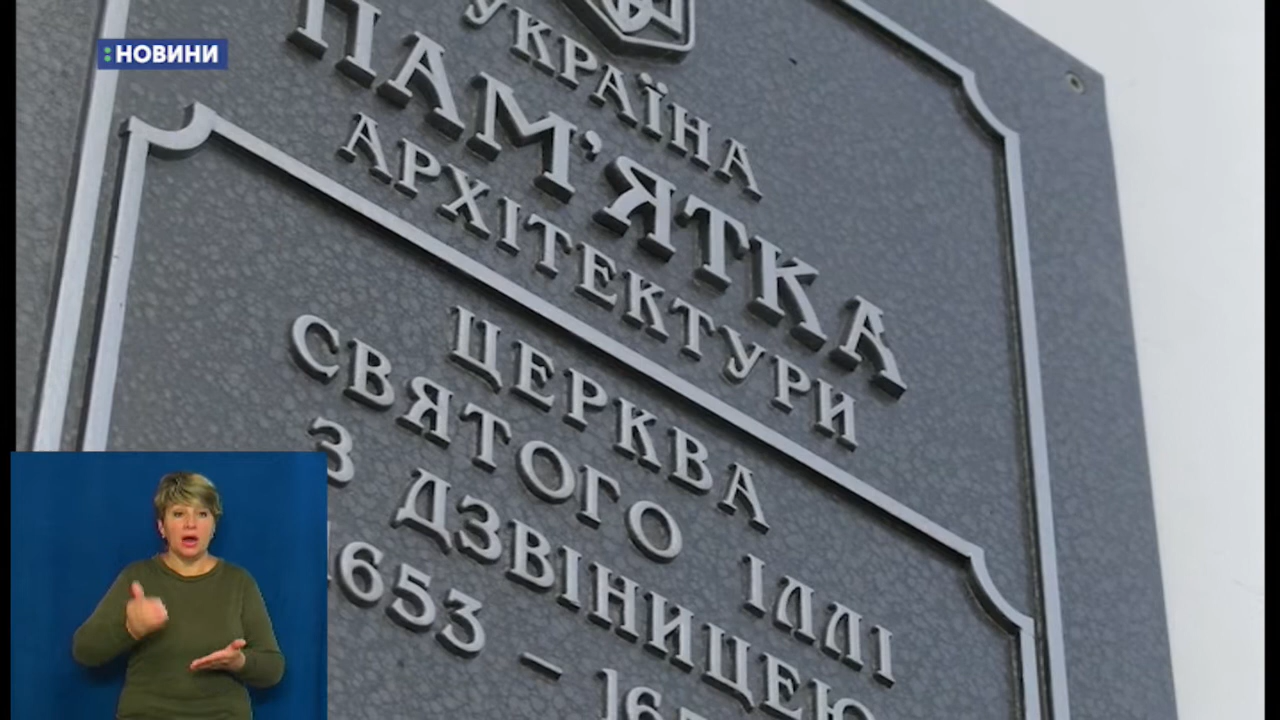 :НОВИНИ
УКРАЇНА
ПАМ'ЯТКА
АРХІТЕКТУРИ
ЦЕРКВА
СВЯТОГО ІЛЛІ
З ДЗВІНИЦЕЮ
1653 –